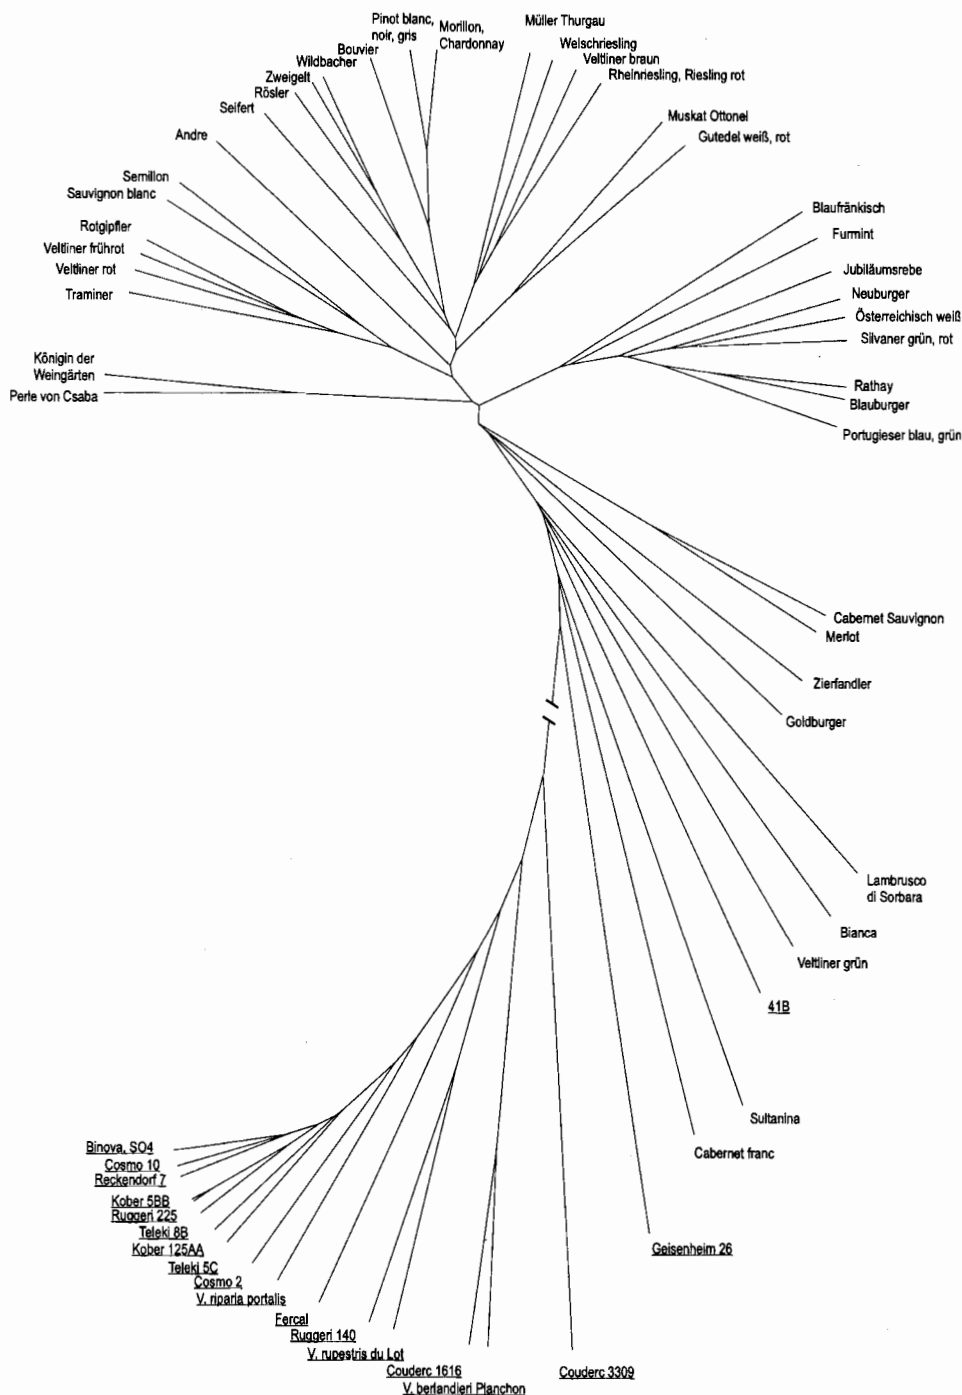 Pinot blanc,
noir, gris
Morillon,
Chardonnay
Bouvier
Wildbacher
Zweigelt
Rösler
Seifert
Andre
Semillon
Sauvignon blanc
Rotgipfler
Veltliner frührot
Veltliner rot
Traminer
Königin der
Weingärten
Perle von Csaba
Müller Thurgau
Welschriesling
Veltliner braun
Rheinriesling, Riesling rot
Muskat Ottonel
Gutedel weiß, rot
Blaufränkisch
Furmint
Jubiläumsrebe
Neuburger
Österreichisch weiß
Silvaner grün, rot
Rathay
Blauburger
Portugieser blau, grün
Cabernet Sauvignon
Merlot
Zierfandler
Goldburger
Lambrusco
di Sorbara
Bianca
Veltliner grün
41B
Sultanina
Cabernet franc
Geisenheim 26
Binova, SO4
Cosmo 10
Reckendorf 7
Kober 5BB
Ruggeri 225
Teleki 8B
Kober 125AA
Teleki 5C
Cosmo 2
V. riparia portalis
Fercal
Ruggeri 140
V. rupestris du Lot
Couderc 1616
V. berlandieri Planchon
Couderc 3309